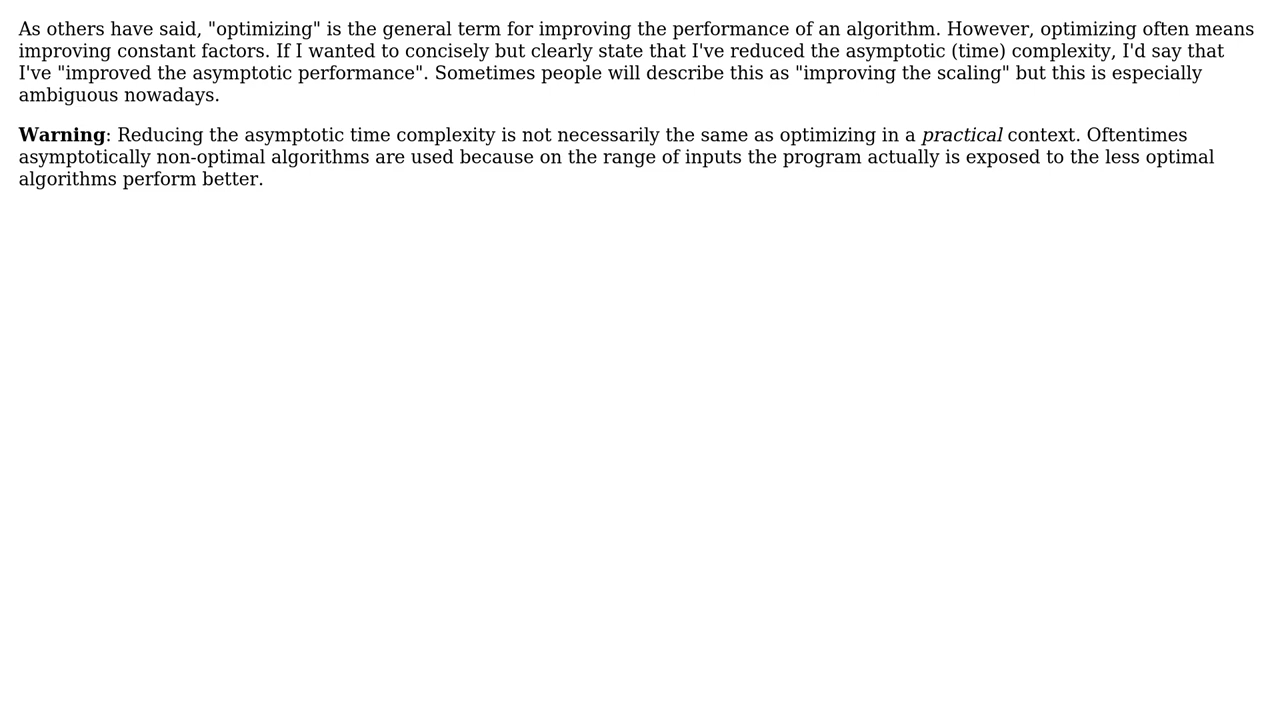 As others have said, "optimizing" is the general term for improving the performance of an algorithm. However, optimizing often means
improving constant factors. If I wanted to concisely but clearly state that I've reduced the asymptotic (time) complexity, I'd say that
I've "improved the asymptotic performance". Sometimes people will describe this as "improving the scaling" but this is especially
ambiguous nowadays.
Warning: Reducing the asymptotic time complexity is not necessarily the same as optimizing in a practical context. Oftentimes
asymptotically non-optimal algorithms are used because on the range of inputs the program actually is exposed to the less optimal
algorithms perform better.